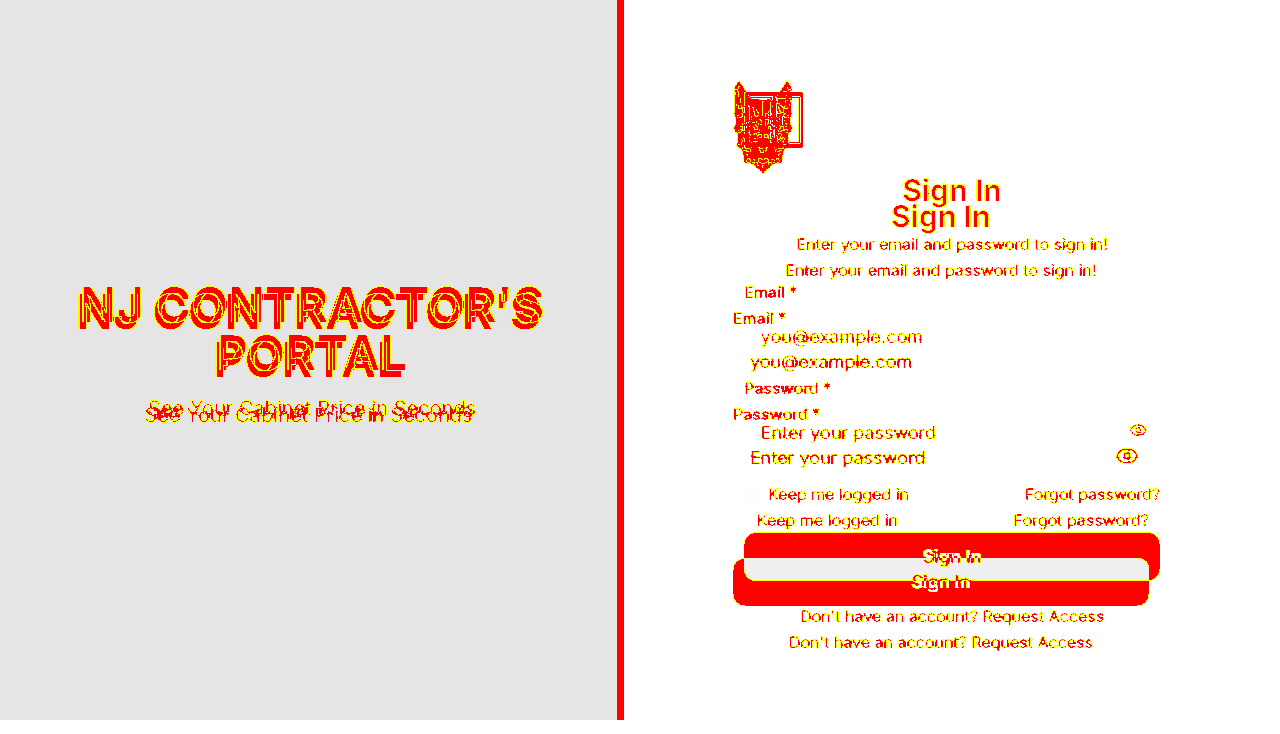 NJ CONTRACTOR'S
PORTAL
See Your Cabinet Price in Seconds
See Your Cabinet Price in Seconds
Sign In
Sign In
Enter your email and password to sign in!
Enter your email and password to sign in!
Email *
Email *
you@example.com
you@example.com
Password *
Password *
Enter your password
Enter your password
Keep me logged in Forgot password?
Keep me logged in Forgot password?
Sign In
Sign In
Don't have an account? Request Access
Don't have an account? Request Access